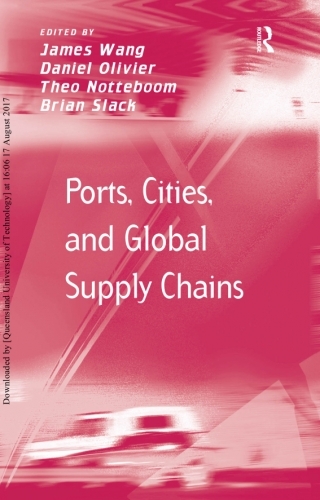 EDITED BY
James Wang
Daniel Olivier
Theo Notteboom
Brian Slack
ROUTLEDGE
Ports, Cities,
and Global
Supply Chains
Downloaded by [Queensland University of Technology] at 16:06 17 August 2017